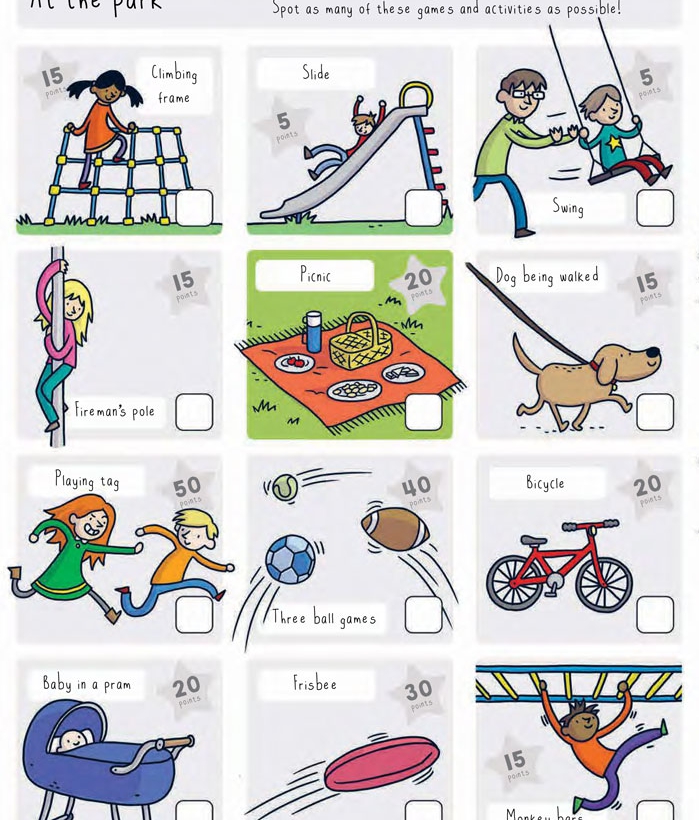 At the park
Spot as many of these games and activities as possible!
15
points
Climbing
frame
Slide
5
points
5
points
Swing
15
points
Fireman's pole
Picnic
20
points
Dog being walked
15
points
Playing tag
50
points
40
points
Three ball games
Bicycle
20
points
Baby in a pram
20
points
Frisbee
30
points
15
points
Monkey bars